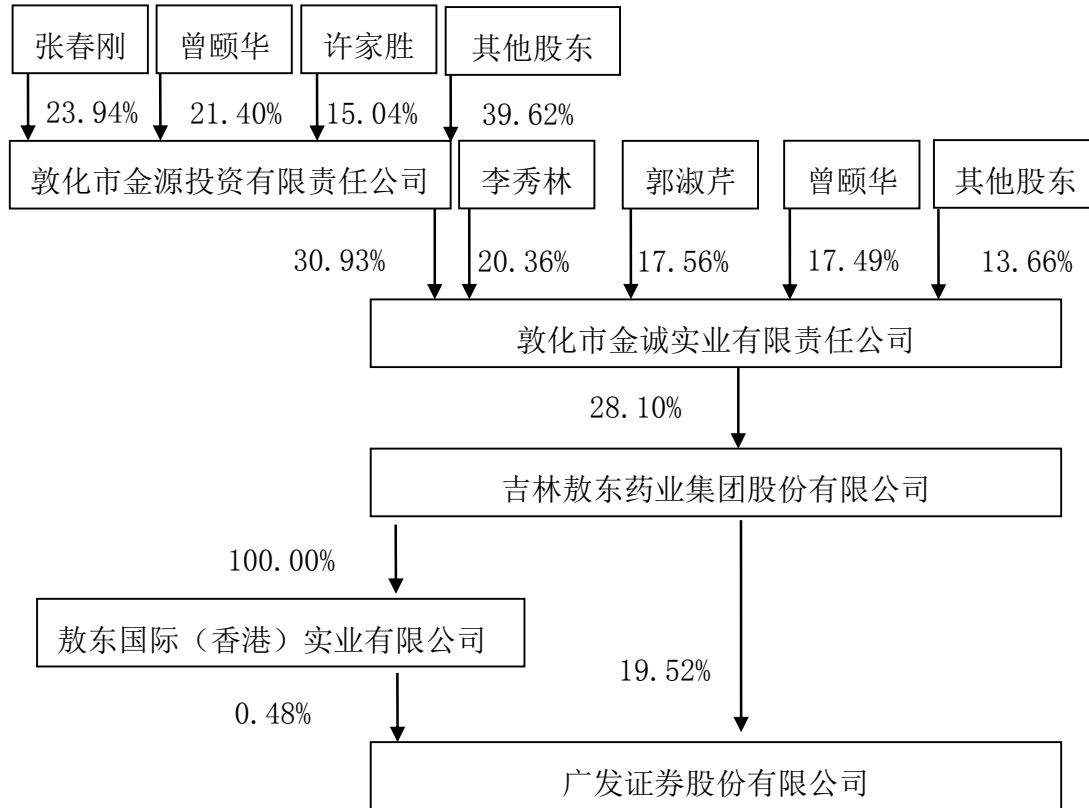 张春刚 曾颐华 许家胜 其他股东
23.94% 21.40% 15.04% 39.62%
敦化市金源投资有限责任公司 李秀林 郭淑芹 曾颐华 其他股东
30.93% 20.36% 17.56% 17.49% 13.66%
敦化市金诚实业有限责任公司
28.10%
吉林敖东药业集团股份有限公司
100.00%
敖东国际（香港）实业有限公司
19.52%
0.48%
广发证券股份有限公司